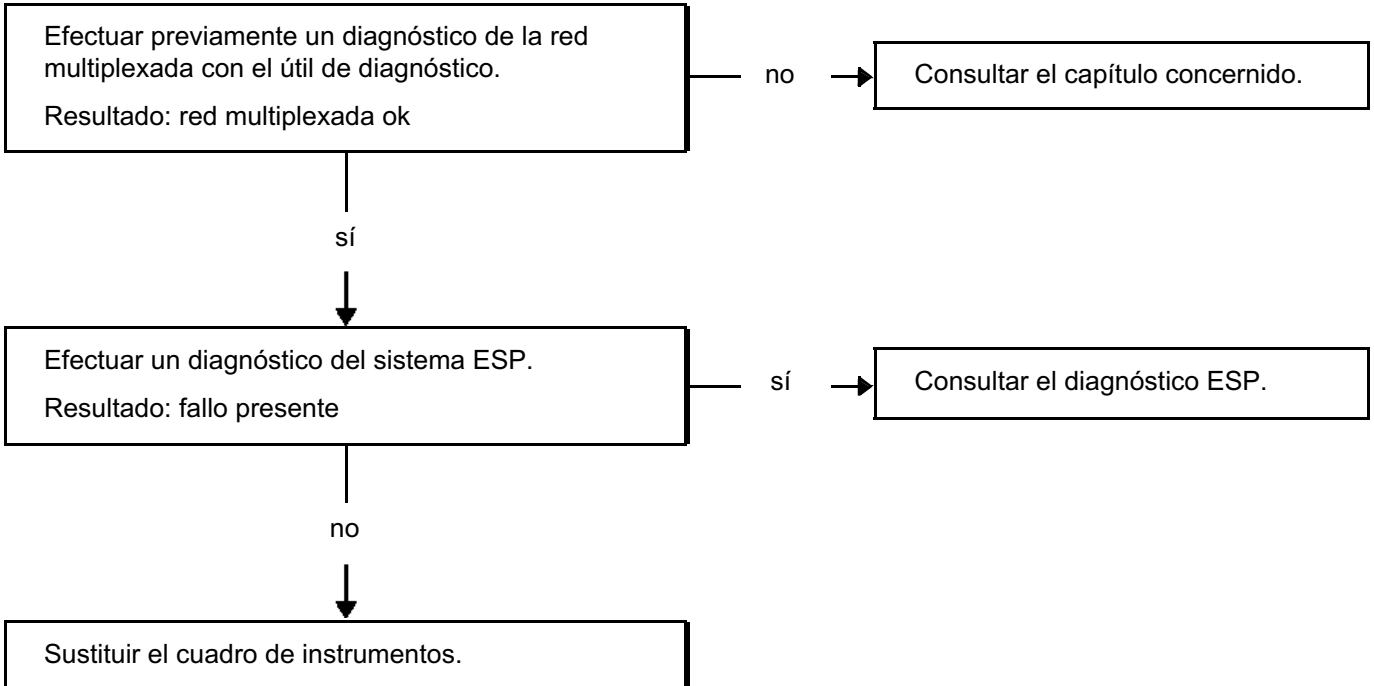 Efectuar previamente un diagnóstico de la red
multiplexada con el útil de diagnóstico.
Resultado: red multiplexada ok
no
Consultar el capítulo concernido.
sí
Efectuar un diagnóstico del sistema ESP.
Resultado: fallo presente
sí
Consultar el diagnóstico ESP.
no
Sustituir el cuadro de instrumentos.